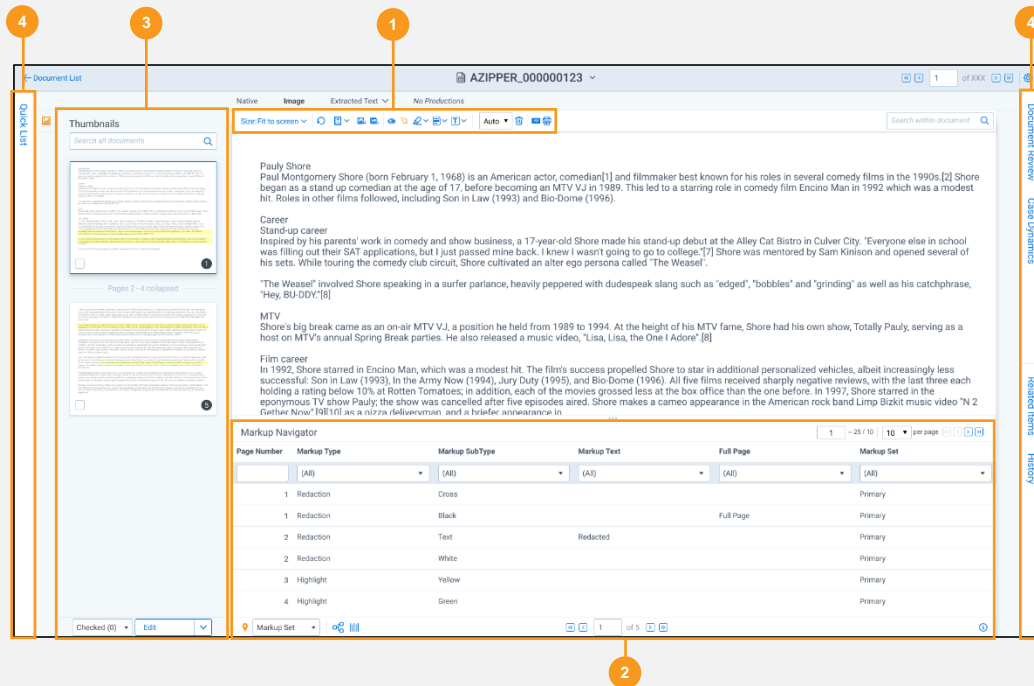 4
3
1
4
Document List
AZIPPER_000000123
1
of XXX
Quick List
Thumbnails
Search all documents
1
Pages 2 - 4 collapsed
5
Checked (0)
Edit
Native
Image
Extracted Text
No Productions
Size: Fit to screen
Auto
Search within document
Pauly Shore
Paul Montgomery Shore (born February 1, 1968) is an American actor, comedian[1] and filmmaker best known for his roles in several comedy films in the 1990s.[2] Shore
began as a stand up comedian at the age of 17, before becoming an MTV VJ in 1989. This led to a starring role in comedy film Encino Man in 1992 which was a modest
hit. Roles in other films followed, including Son in Law (1993) and Bio-Dome (1996).
Career
Stand-up career
Inspired by his parents' work in comedy and show business, a 17-year-old Shore made his stand-up debut at the Alley Cat Bistro in Culver City. "Everyone else in school
was filling out their SAT applications, but I just passed mine back. I knew I wasn't going to go to college."[7] Shore was mentored by Sam Kinison and opened several of
his sets. While touring the comedy club circuit, Shore cultivated an alter ego persona called "The Weasel".
"The Weasel" involved Shore speaking in a surfer parlance, heavily peppered with dudespeak slang such as "edged", "bobbles" and "grinding" as well as his catchphrase,
"Hey, BU-DDY."[8]
MTV
Shore's big break came as an on-air MTV VJ, a position he held from 1989 to 1994. At the height of his MTV fame, Shore had his own show, Totally Pauly, serving as a
host on MTV's annual Spring Break parties. He also released a music video, "Lisa, Lisa, the One I Adore".[8]
Film career
In 1992, Shore starred in Encino Man, which was a modest hit. The film's success propelled Shore to star in additional personalized vehicles, albeit increasingly less
successful: Son in Law (1993), In the Army Now (1994), Jury Duty (1995), and Bio-Dome (1996). All five films received sharply negative reviews, with the last three each
holding a rating below 10% at Rotten Tomatoes; in addition, each of the movies grossed less at the box office than the one before. In 1997, Shore starred in the
eponymous TV show Pauly; the show was cancelled after five episodes aired. Shore makes a cameo appearance in the American rock band Limp Bizkit music video "N 2
Gether Now".[9][10] as a pizza deliveryman, and a briefer appearance in
Markup Navigator
1 – 25 / 10 10 per page
Page Number Markup Type Markup SubType Markup Text Full Page Markup Set
(All) (All) (All) (All) (All)
1 Redaction Cross Primary
1 Redaction Black Full Page Primary
2 Redaction Text Redacted Primary
2 Redaction White Primary
3 Highlight Yellow Primary
4 Highlight Green Primary
Markup Set
1
of 5
Document Review
Case Dynamics
Related Items
History
2